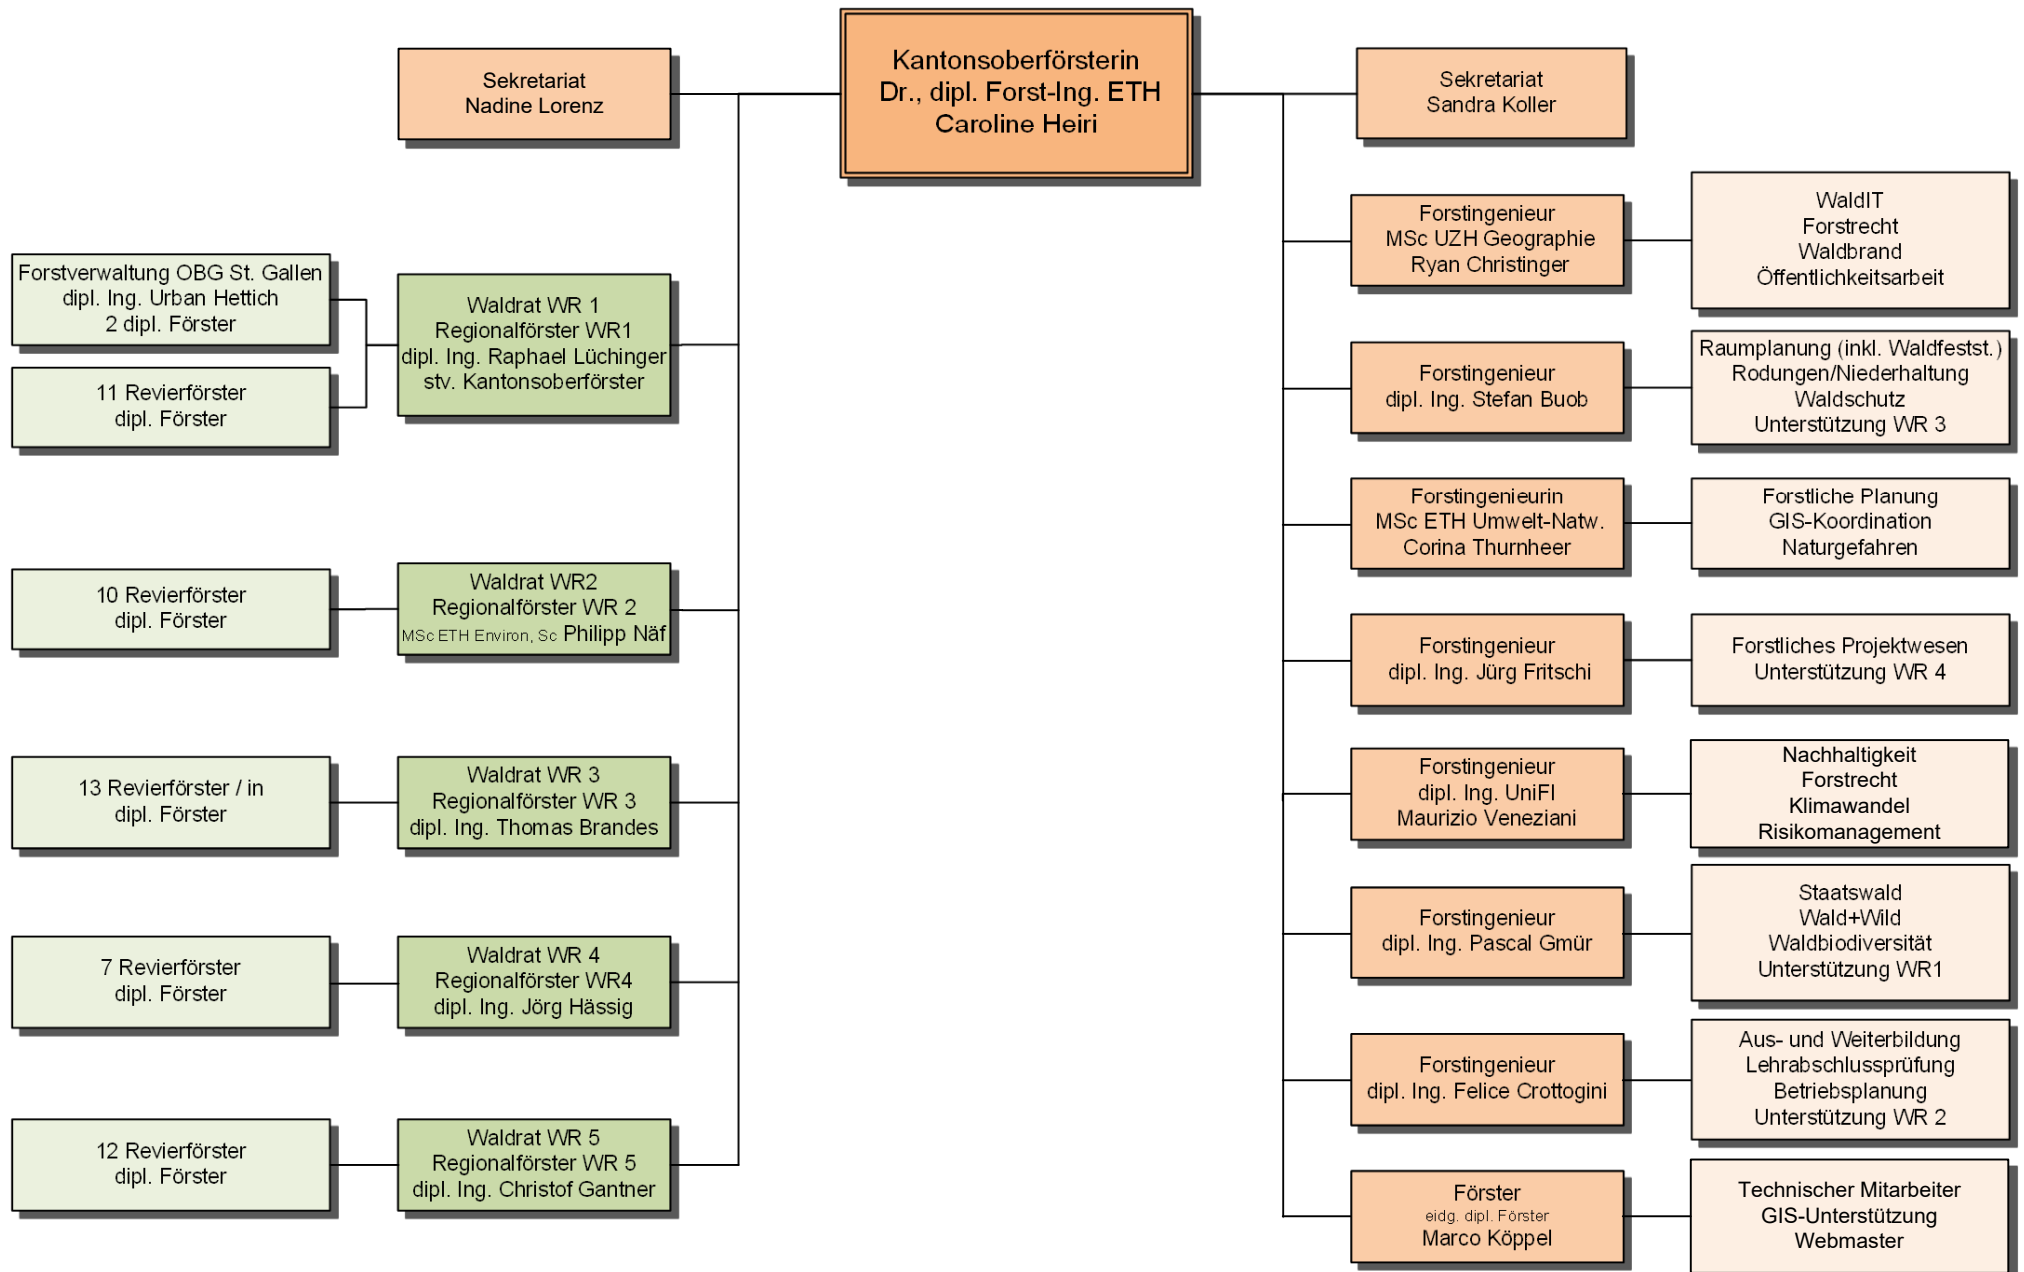 Kantonsoberförsterin
Dr., dipl. Forst-Ing. ETH
Caroline Heiri
Sekretariat
Nadine Lorenz
Sekretariat
Sandra Koller
Forstverwaltung OBG St. Gallen
dipl. Ing. Urban Hettich
2 dipl. Förster
11 Revierförster
dipl. Förster
Waldrat WR 1
Regionalförster WR1
dipl. Ing. Raphael Lüchinger
stv. Kantonsoberförster
10 Revierförster
dipl. Förster
Waldrat WR2
Regionalförster WR 2
MSc ETH Environ, Sc Philipp Näf
13 Revierförster / in
dipl. Förster
Waldrat WR 3
Regionalförster WR 3
dipl. Ing. Thomas Brandes
7 Revierförster
dipl. Förster
Waldrat WR 4
Regionalförster WR4
dipl. Ing. Jörg Hässig
12 Revierförster
dipl. Förster
Waldrat WR 5
Regionalförster WR 5
dipl. Ing. Christof Gantner
Forstingenieur
MSc UZH Geographie
Ryan Christinger
WaldIT
Forstrecht
Waldbrand
Öffentlichkeitsarbeit
Forstingenieur
dipl. Ing. Stefan Buob
Raumplanung (inkl. Waldfestst.)
Rodungen/Niederhaltung
Waldschutz
Unterstützung WR 3
Forstingenieurin
MSc ETH Umwelt-Natw.
Corina Thurnheer
Forstliche Planung
GIS-Koordination
Naturgefahren
Forstingenieur
dipl. Ing. Jürg Fritschi
Forstliches Projektwesen
Unterstützung WR 4
Forstingenieur
dipl. Ing. UniFI
Maurizio Veneziani
Nachhaltigkeit
Forstrecht
Klimawandel
Risikomanagement
Forstingenieur
dipl. Ing. Pascal Gmür
Staatswald
Wald+Wild
Waldbiodiversität
Unterstützung WR1
Forstingenieur
dipl. Ing. Felice Crottogini
Aus- und Weiterbildung
Lehrabschlussprüfung
Betriebsplanung
Unterstützung WR 2
Förster
eidg. dipl. Förster
Marco Köppel
Technischer Mitarbeiter
GIS-Unterstützung
Webmaster